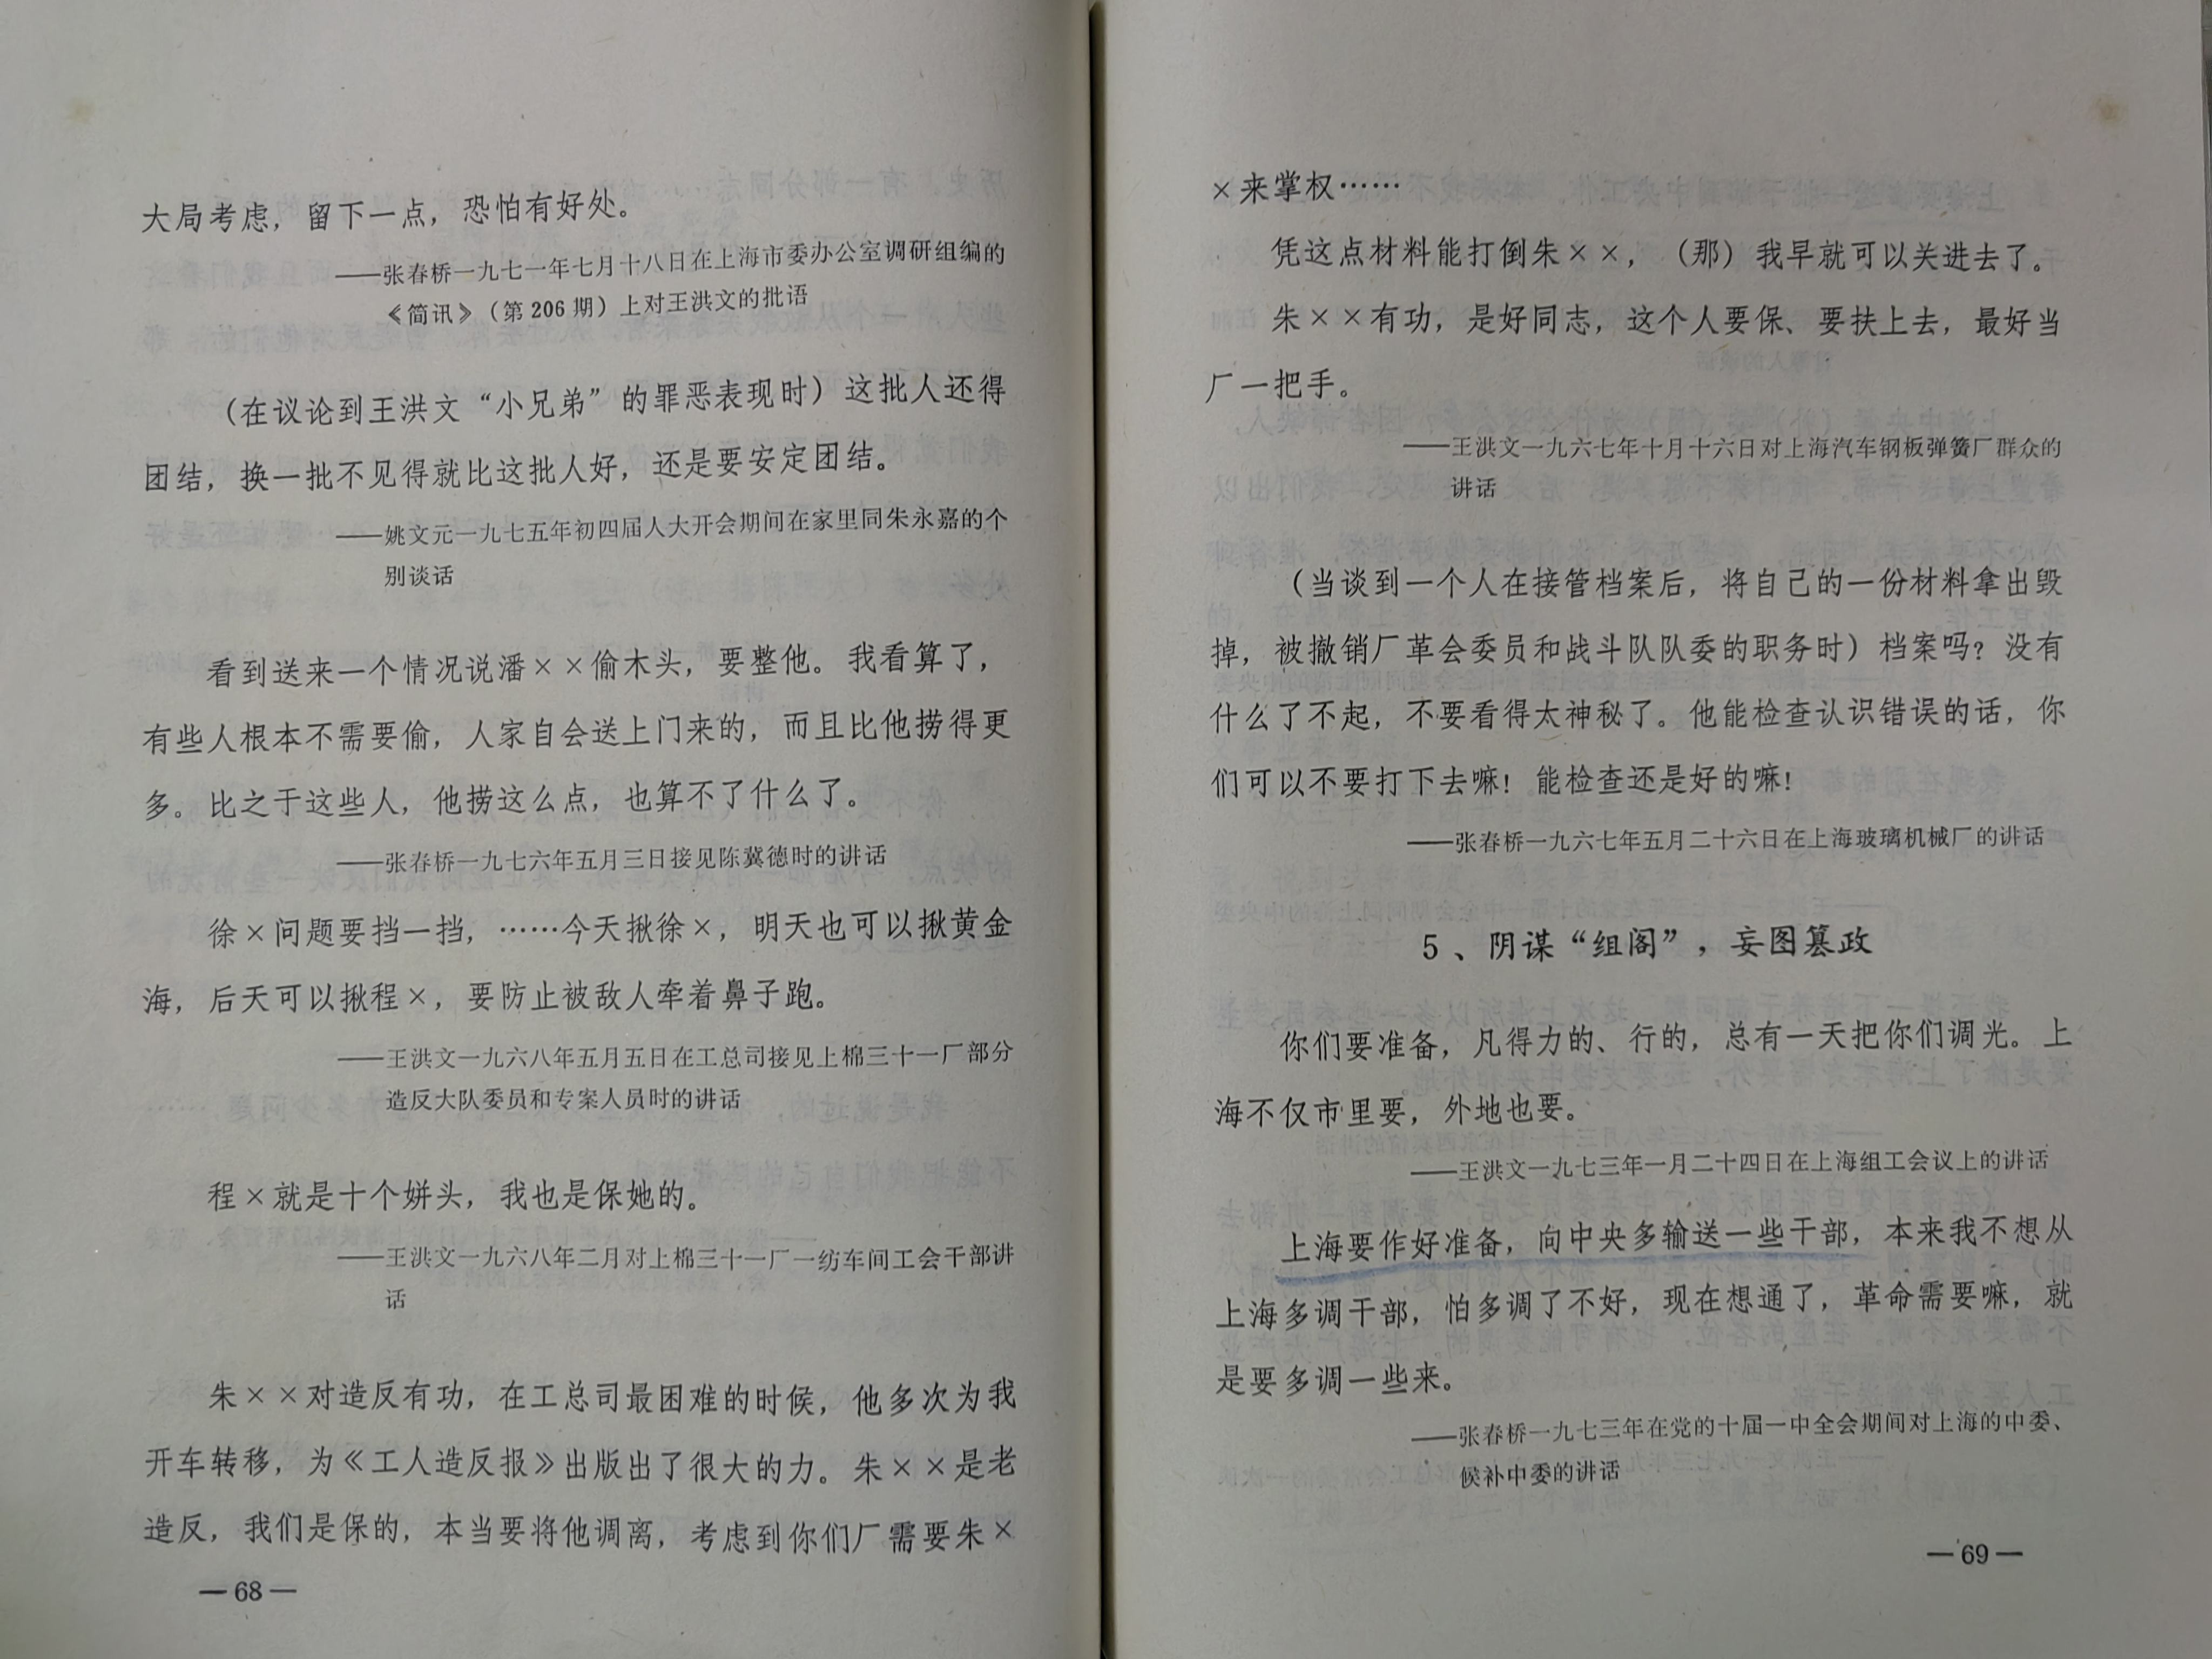 大局考虑，留下一点，恐怕有好处。
——张春桥一九七一年七月十八日在上海市委办公室调研组编的
《简讯》（第206期）上对王洪文的批语
（在议论到王洪文“小兄弟”的罪恶表现时）这批人还得
团结，换一批不见得就比这批人好，还是要安定团结。
——姚文元一九七五年初四届人大开会期间在家里同朱永嘉的个
别谈话
看到送来一个情况说潘××偷木头，要整他。我看算了，
有些人根本不需要偷，人家自会送上门来的，而且比他捞得更
多。比之于这些人，他捞这么点，也算不了什么了。
——张春桥一九七六年五月三日接见陈冀德时的讲话
徐×问题要挡一挡，……今天揪徐×，明天也可以揪黄金
海，后天可以揪程×，要防止被敌人牵着鼻子跑。
——王洪文一九六八年五月五日在工总司接见上棉三十一厂部分
造反大队委员和专案人员时的讲话
程×就是十个姘头，我也是保她的。
——王洪文一九六八年二月对上棉三十一厂一纺车间工会干部讲
话
朱××对造反有功，在工总司最困难的时候，他多次为我
开车转移，为《工人造反报》出版出了很大的力。朱××是老
造反，我们是保的，本当要将他调离，考虑到你们厂需要朱×
—68—
×来掌权……
凭这点材料能打倒朱××，（那）我早就可以关进去了。
朱××有功，是好同志，这个人要保、要扶上去，最好当
厂一把手。
——王洪文一九六七年十月十六日对上海汽车钢板弹簧厂群众的
讲话
（当谈到一个人在接管档案后，将自己的一份材料拿出毁
掉，被撤销厂革会委员和战斗队队委的职务时）档案吗？没有
什么了不起，不要看得太神秘了。他能检查认识错误的话，你
们可以不要打下去嘛！能检查还是好的嘛！
——张春桥一九六七年五月二十六日在上海玻璃机械厂的讲话
5、阴谋“组阁”，妄图篡政
你们要准备，凡得力的、行的，总有一天把你们调光。上
海不仅市里要，外地也要。
——王洪文一九七三年一月二十四日在上海组工会议上的讲话
上海要作好准备，向中央多输送一些干部，本来我不想从
上海多调干部，怕多调了不好，现在想通了，革命需要嘛，就
是要多调一些来。
——张春桥一九七三年在党的十届一中全会期间对上海的中委、
候补中委的讲话
—69—